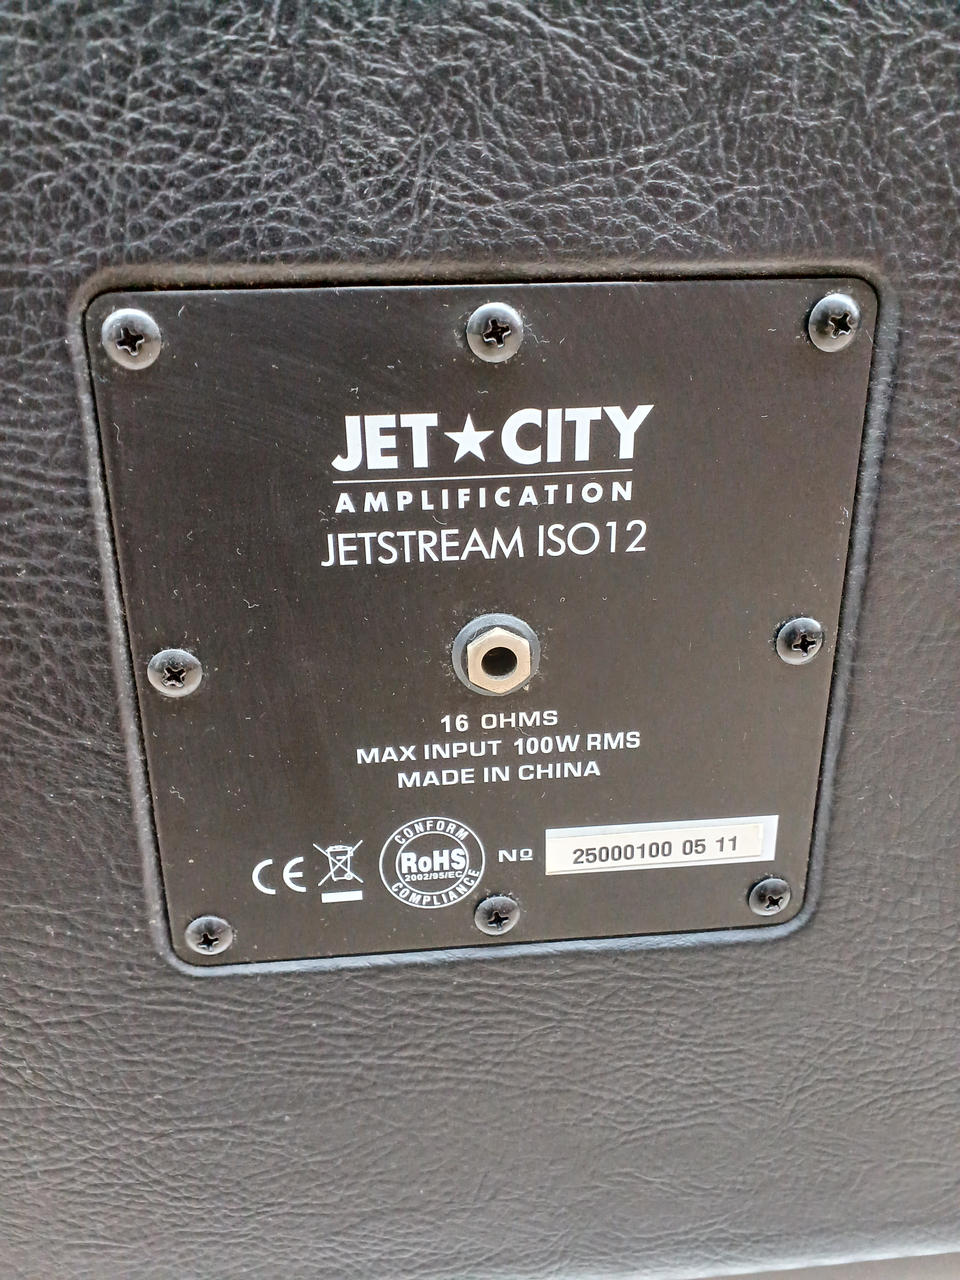 JET★CITY
AMPLIFICATION
JETSTREAM ISO12
16 OHMS
MAX INPUT 100W RMS
MADE IN CHINA
CE
CONFORM
RoHS
2002/95/EC
COMPLIANCE
Nº 25000100 05 11